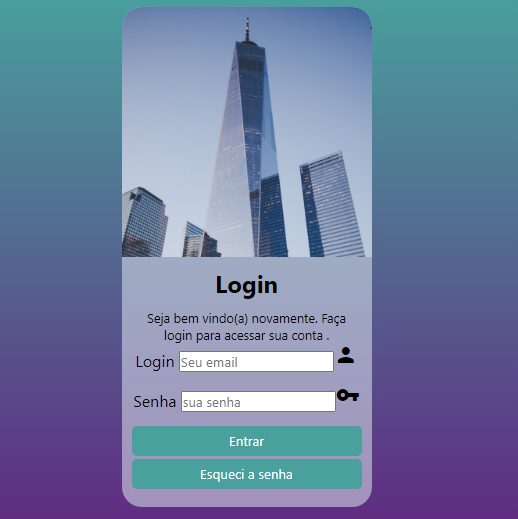 Login
Seja bem vindo(a) novamente. Faça
login para acessar sua conta .
Login Seu email
Senha sua senha
Entrar
Esqueci a senha